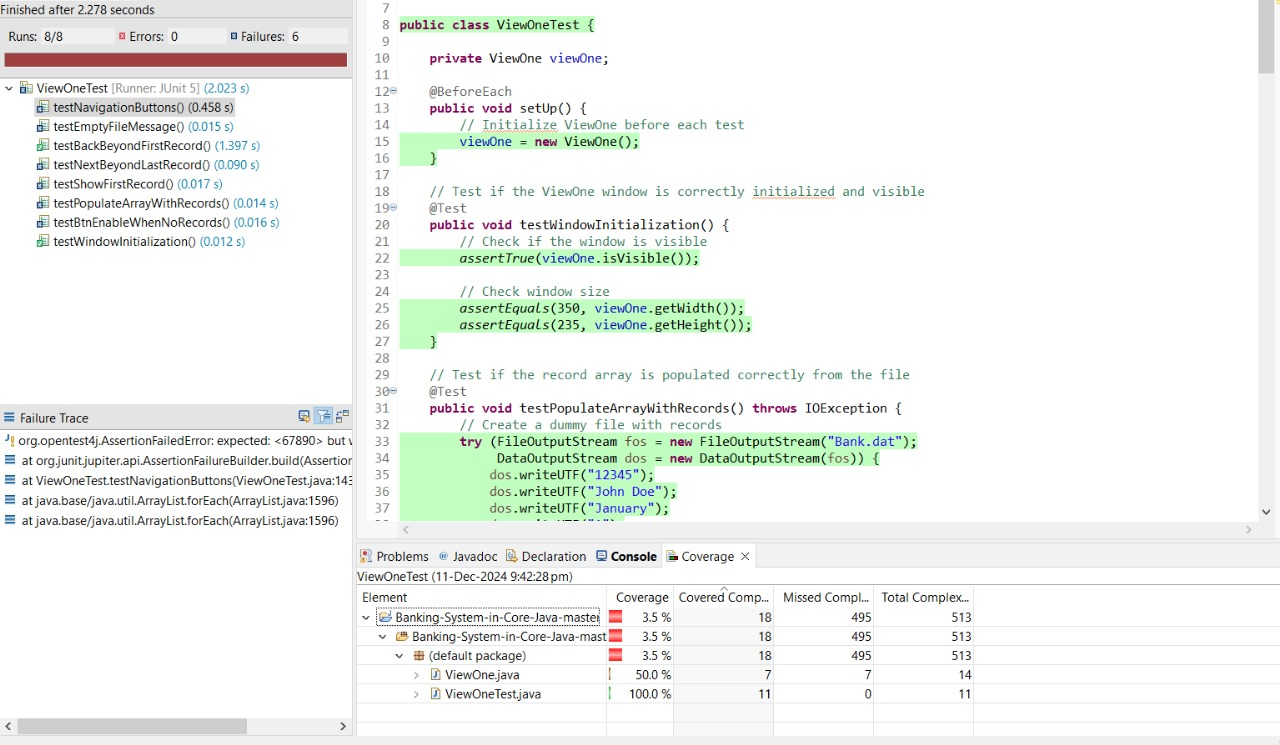 Finished after 2.278 seconds
Runs: 8/8 Errors: 0 Failures: 6
ViewOneTest [Runner: JUnit 5] (2.023 s)
testNavigationButtons() (0.458 s)
testEmptyFileMessage() (0.015 s)
testBackBeyondFirstRecord() (1.397 s)
testNextBeyondLastRecord() (0.090 s)
testShowFirstRecord() (0.017 s)
testPopulateArrayWithRecords() (0.014 s)
testBtnEnableWhenNoRecords() (0.016 s)
testWindowInitialization() (0.012 s)
Failure Trace
org.opentest4j.AssertionFailedError: expected: <67890> but w
at org.junit.jupiter.api.AssertionFailureBuilder.build(Assertion
at ViewOneTest.testNavigationButtons(ViewOneTest.java:143
at java.base/java.util.ArrayList.forEach(ArrayList.java:1596)
at java.base/java.util.ArrayList.forEach(ArrayList.java:1596)
7
8 public class ViewOneTest {
9
10 private ViewOne viewOne;
11
12 @BeforeEach
13 public void setUp() {
14 // Initialize ViewOne before each test
15 viewOne = new ViewOne();
16 }
17
18 // Test if the ViewOne window is correctly initialized and visible
19 @Test
20 public void testWindowInitialization() {
21 // Check if the window is visible
22 assertTrue(viewOne.isVisible());
23
24 // Check window size
25 assertEquals(350, viewOne.getWidth());
26 assertEquals(235, viewOne.getHeight());
27 }
28
29 // Test if the record array is populated correctly from the file
30 @Test
31 public void testPopulateArrayWithRecords() throws IOException {
32 // Create a dummy file with records
33 try (FileOutputStream fos = new FileOutputStream("Bank.dat");
34 DataOutputStream dos = new DataOutputStream(fos)) {
35 dos.writeUTF("12345");
36 dos.writeUTF("John Doe");
37 dos.writeUTF("January");
Problems Javadoc Declaration Console Coverage
ViewOneTest (11-Dec-2024 9:42:28 pm)
Element Coverage Covered Comp... Missed Compl... Total Complex...
Banking-System-in-Core-Java-master 3.5 % 18 495 513
Banking-System-in-Core-Java-mast 3.5 % 18 495 513
(default package) 3.5 % 18 495 513
ViewOne.java 50.0 % 7 7 14
ViewOneTest.java 100.0 % 11 0 11